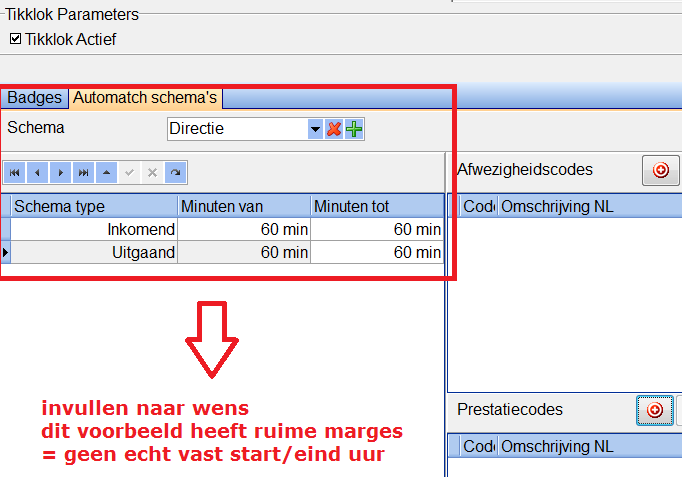 Tikklok Parameters
Tikklok Actief
Badges Automatch schema's
Schema Directie
Afwezigheidscodes
Schema type Minuten van Minuten tot
Inkomend 60 min 60 min
Uitgaand 60 min 60 min
Code Omschrijving NL
invullen naar wens
dit voorbeeld heeft ruime marges
= geen echt vast start/eind uur
Prestatiecodes
Code Omschrijving NL